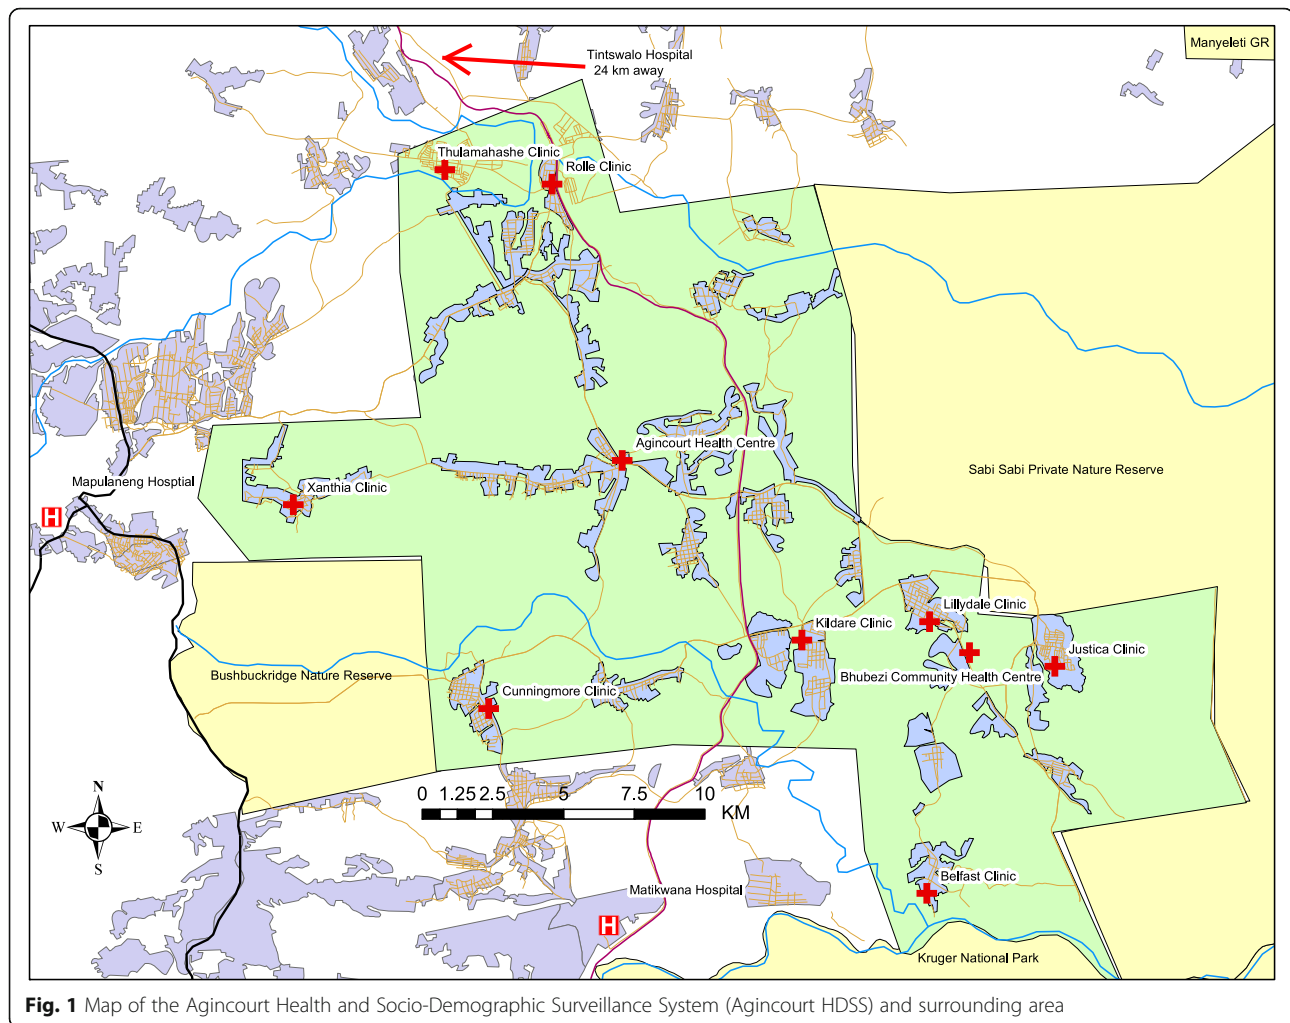 Manyeleti GR
Tintswalo Hospital
24 km away
Thulamahashe Clinic
Rolle Clinic
Agincourt Health Centre
Sabi Sabi Private Nature Reserve
Mapulaneng Hosptial
Xanthia Clinic
H
Lillydale Clinic
Kildare Clinic
Justica Clinic
Bushbuckridge Nature Reserve
Bhubezi Community Health Centre
Cunningmore Clinic
N
W E
S
0 1.25 2.5 5 7.5 10
KM
Belfast Clinic
Matikwana Hospital
H
Kruger National Park
Fig. 1 Map of the Agincourt Health and Socio-Demographic Surveillance System (Agincourt HDSS) and surrounding area